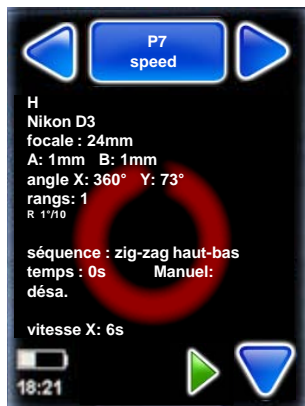 P7
speed
H
Nikon D3
focale : 24mm
A: 1mm B: 1mm
angle X: 360° Y: 73°
rangs: 1
R 1°/10
séquence : zig-zag haut-bas
temps : 0s Manuel:
désa.
vitesse X: 6s
18:21